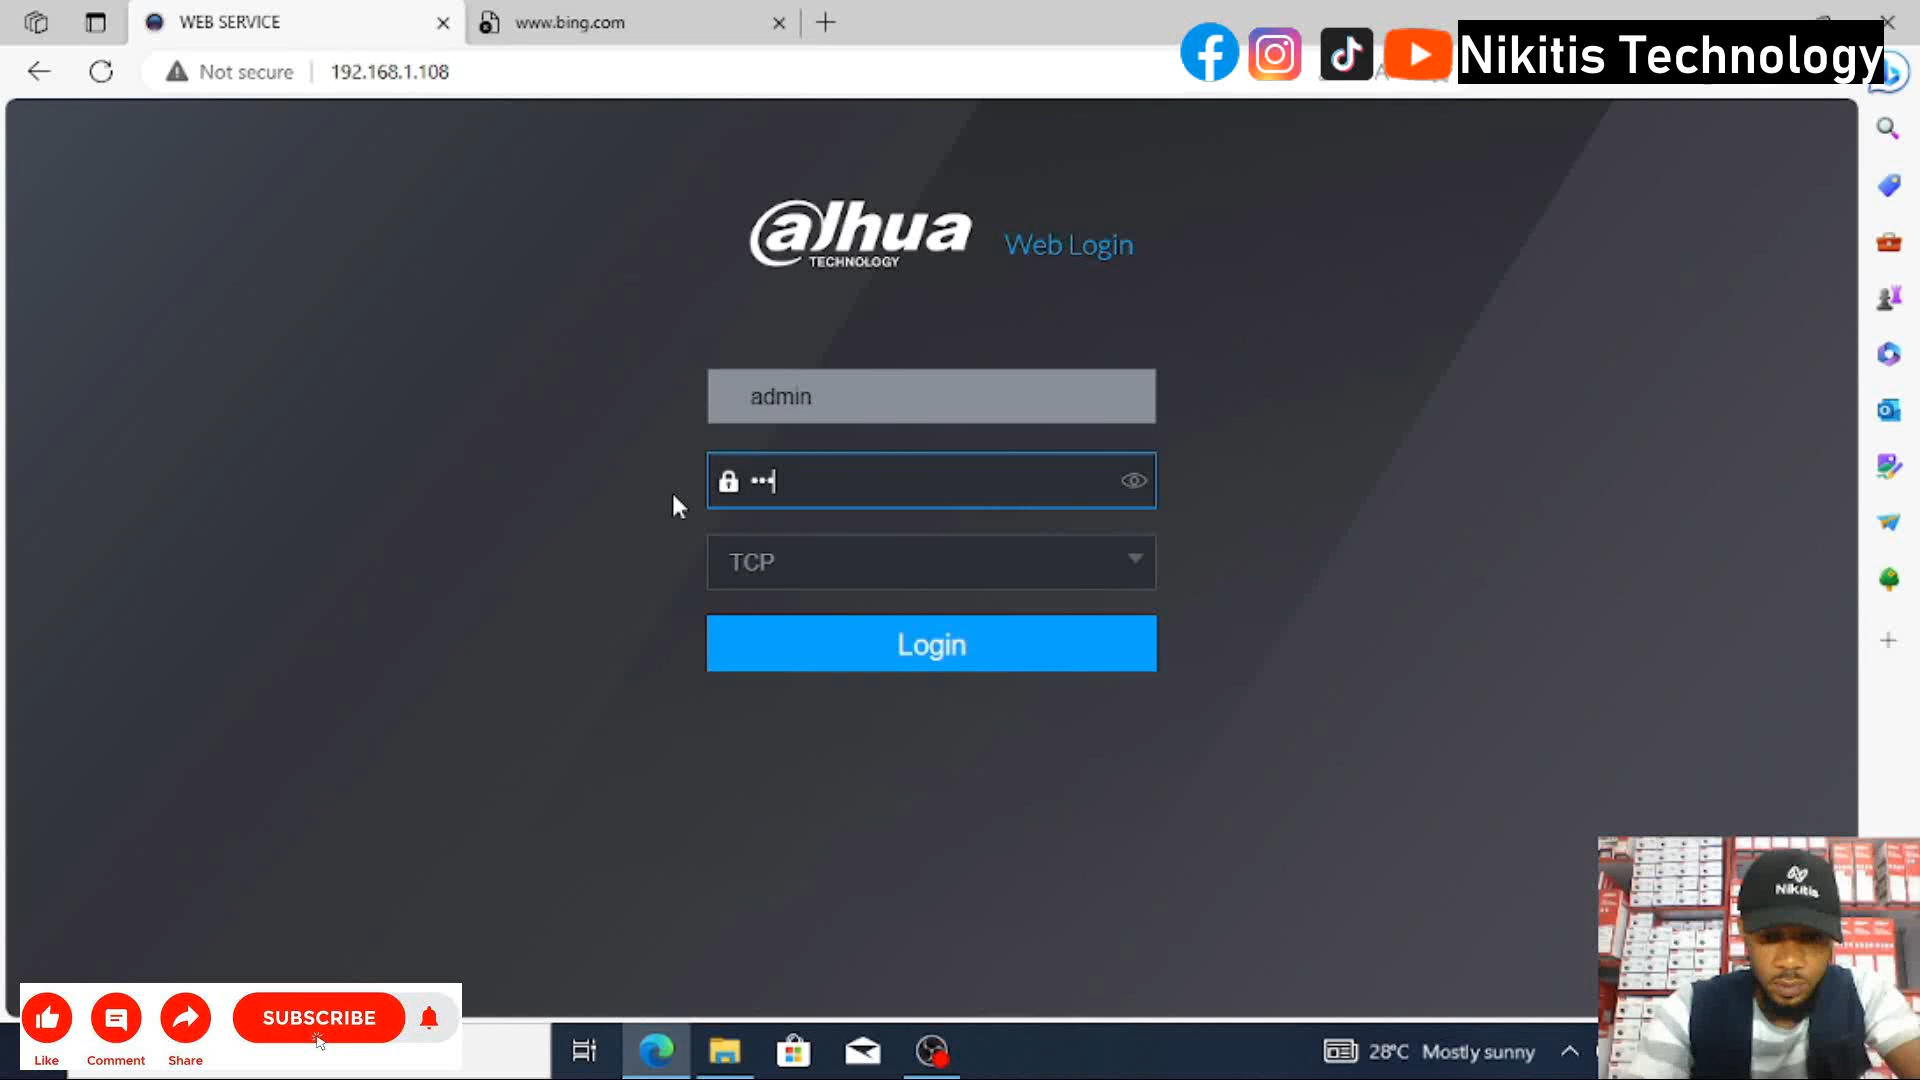 WEB SERVICE
www.bing.com
Nikitis Technology
Not secure
192.168.1.108
alhua
TECHNOLOGY
Web Login
admin
•••
TCP
Login
Nikitis
SUBSCRIBE
Like
Comment
Share
28°C Mostly sunny